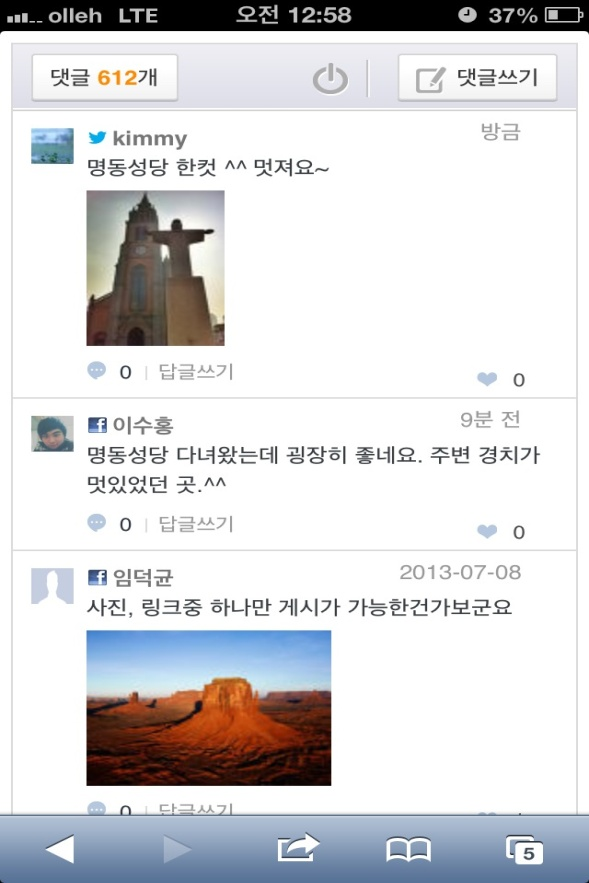 olleh LTE 오전 12:58 37%
댓글 612개 댓글쓰기
kimmy 방금
명동성당 한컷 ^^ 멋져요~
0 답글쓰기 0
이수홍 9분 전
명동성당 다녀왔는데 굉장히 좋네요. 주변 경치가
멋있었던 곳.^^
0 답글쓰기 0
임덕균 2013-07-08
사진, 링크중 하나만 게시가 가능한건가보군요
0 답글쓰기
5